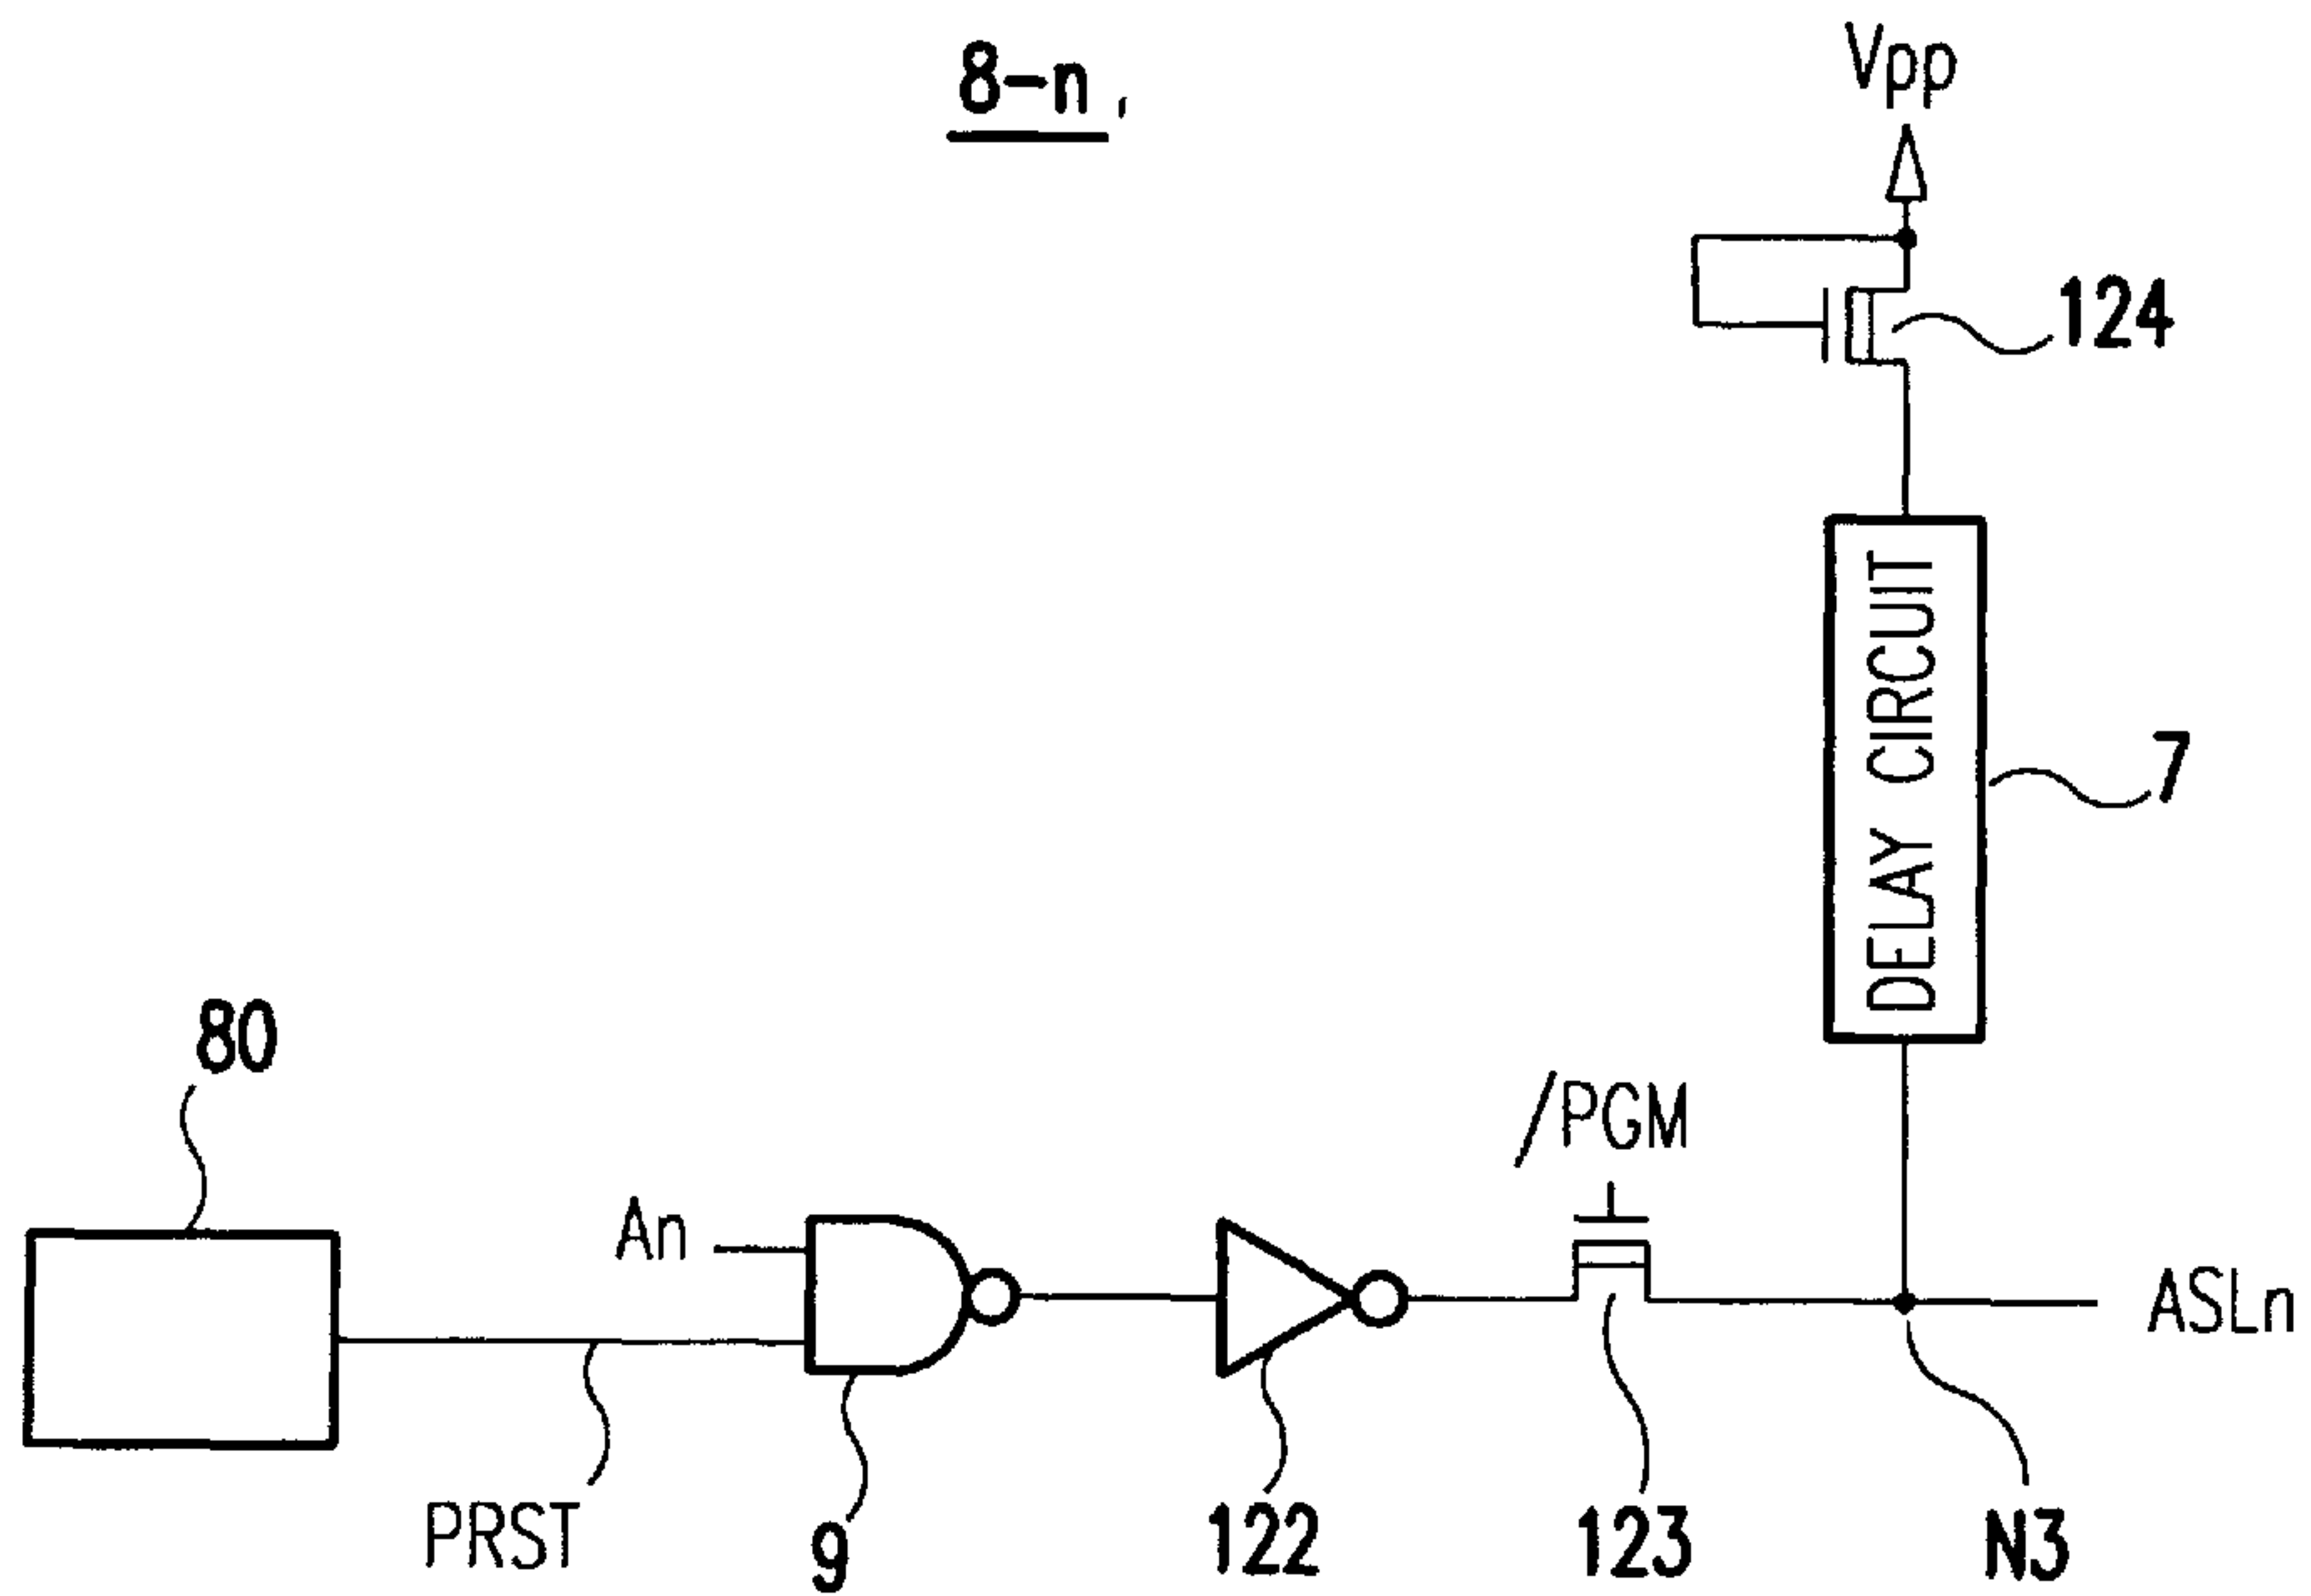 8-n'
Vpp
124
DELAY CIRCUIT
7
80
/PGM
An
ASLn
PRST
9
122
123
N3